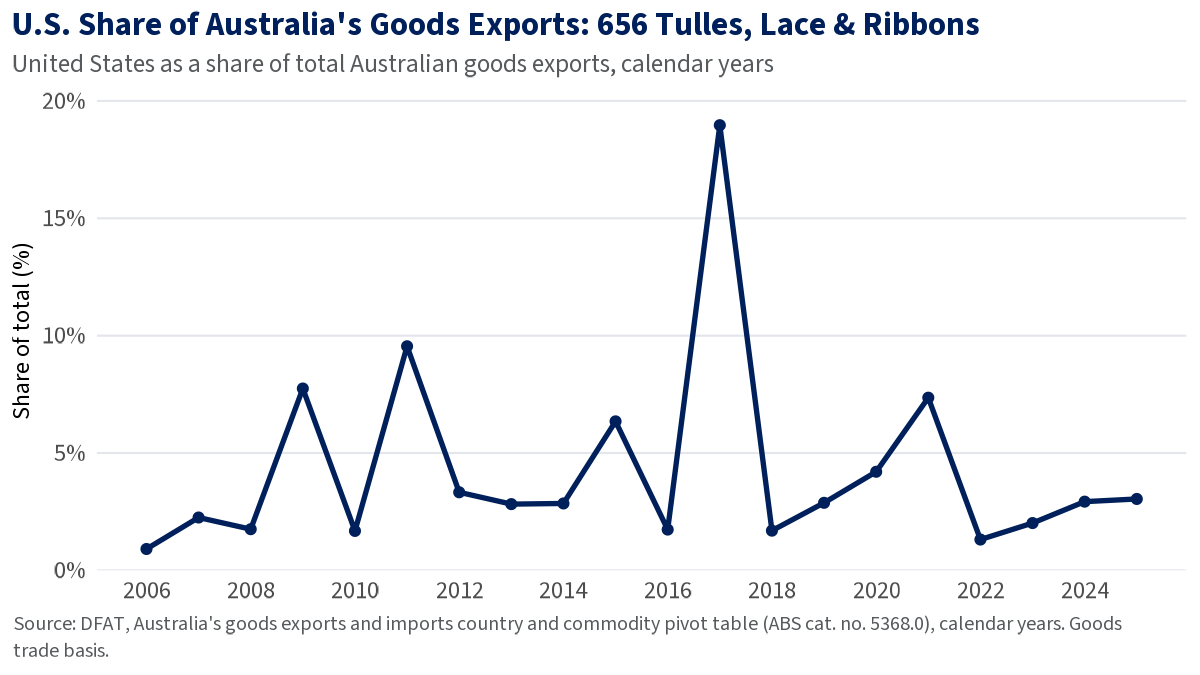 U.S. Share of Australia's Goods Exports: 656 Tulles, Lace & Ribbons
United States as a share of total Australian goods exports, calendar years
20%
15%
10%
5%
0%
Share of total (%)
2006 2008 2010 2012 2014 2016 2018 2020 2022 2024
Source: DFAT, Australia's goods exports and imports country and commodity pivot table (ABS cat. no. 5368.0), calendar years. Goods
trade basis.